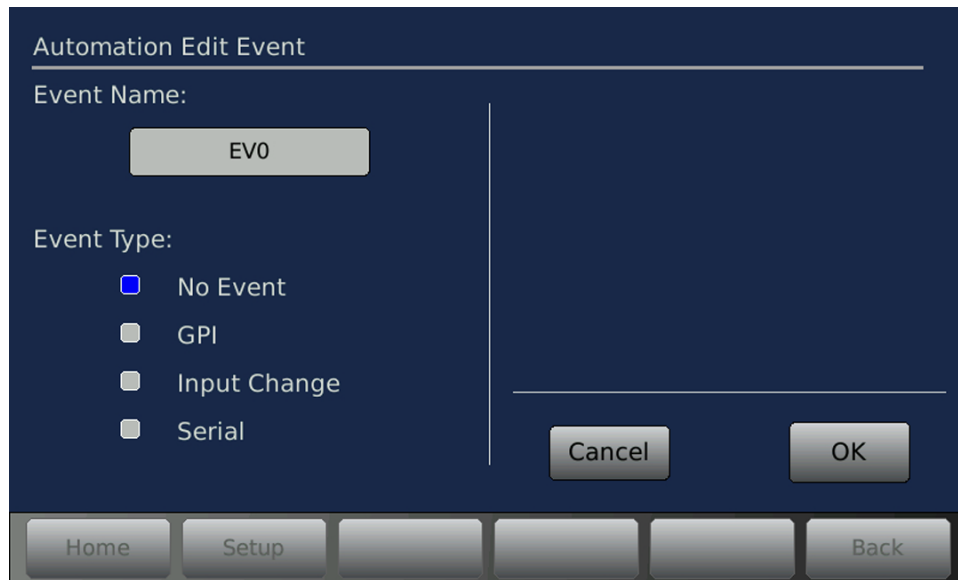 Automation Edit Event
Event Name:
EV0
Event Type:
No Event
GPI
Input Change
Serial
Cancel
OK
Home
Setup
Back